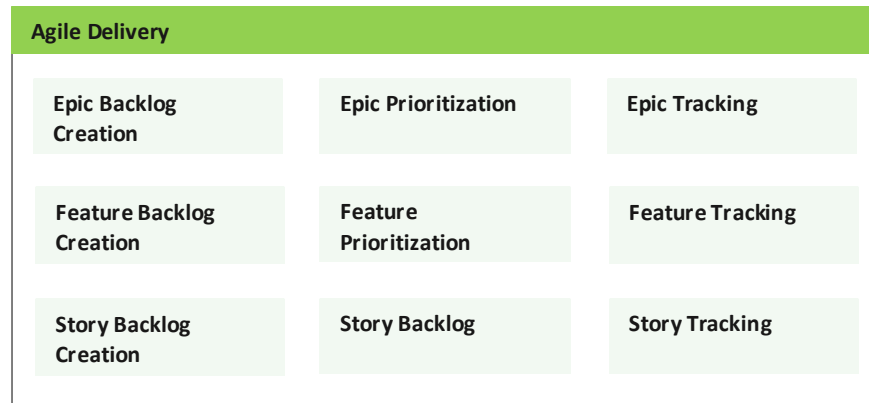 Agile Delivery
Epic Backlog
Creation
Epic Prioritization
Epic Tracking
Feature Backlog
Creation
Feature
Prioritization
Feature Tracking
Story Backlog
Creation
Story Backlog
Story Tracking